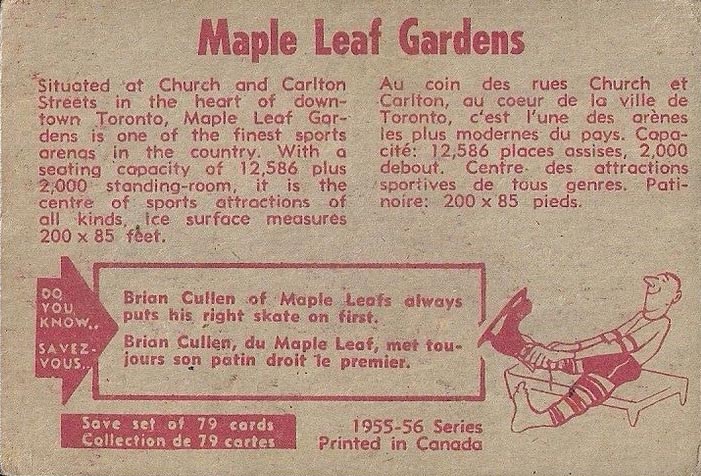 Maple Leaf Gardens
Situated at Church and Carlton
Streets in the heart of down-
town Toronto, Maple Leaf Gar-
dens is one of the finest sports
arenas in the country. With a
seating capacity of 12,586 plus
2,000 standing-room, it is the
centre of sports attractions of
all kinds. Ice surface measures
200 x 85 feet.
Au coin des rues Church et
Carlton, au coeur de la ville de
Toronto, c'est l'une des arènes
les plus modernes du pays. Capa-
cité: 12,586 places assises, 2,000
debout. Centre des attractions
sportives de tous genres. Pati-
noire: 200 x 85 pieds.
DO
YOU
KNOW..
SAVEZ-
VOUS..
Brian Cullen of Maple Leafs always
puts his right skate on first.
Brian Cullen, du Maple Leaf, met tou-
jours son patin droit le premier.
Save set of 79 cards
Collection de 79 cartes
1955-56 Series
Printed in Canada